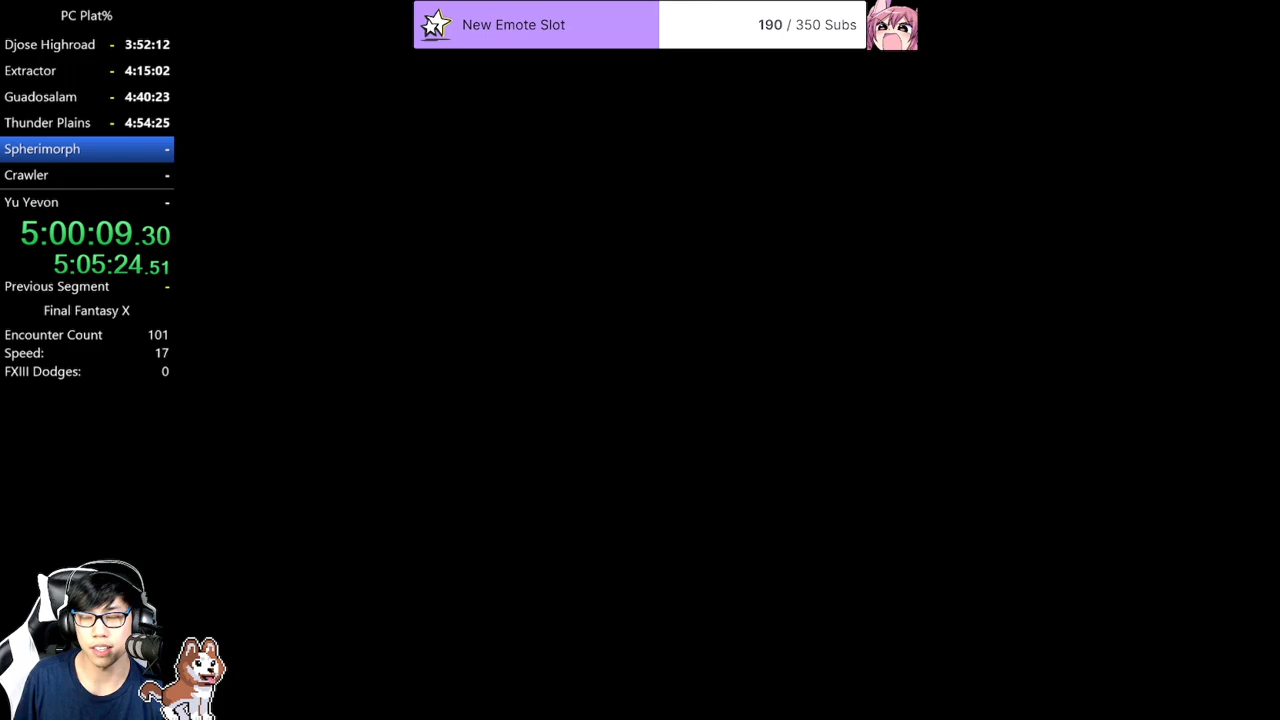 PC Plat%
New Emote Slot 190 / 350 Subs
Djose Highroad - 3:52:12
Extractor - 4:15:02
Guadosalam - 4:40:23
Thunder Plains - 4:54:25
Spherimorph -
Crawler -
Yu Yevon -
5:00:09.30
5:05:24.51
Previous Segment -
Final Fantasy X
Encounter Count 101
Speed: 17
FXIII Dodges: 0